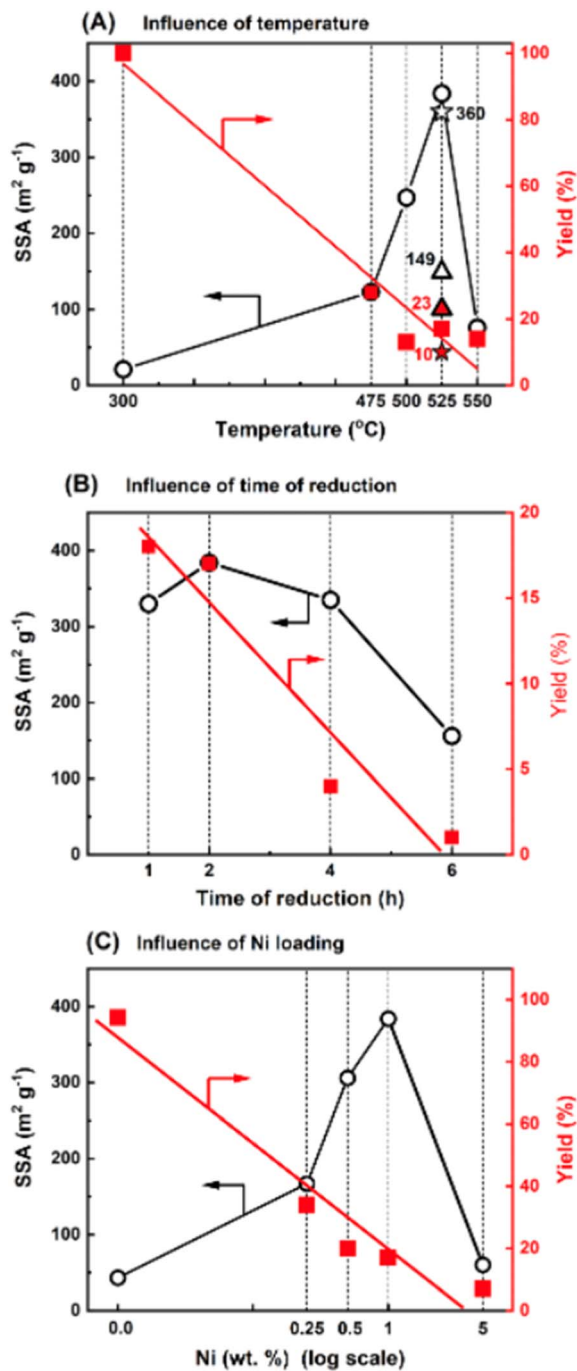 (A) Influence of temperature
SSA (m² g⁻¹)
400
300
200
100
0
360
149
23
10
100
80
60
40
20
0
Yield (%)
300 475 500 525 550
Temperature (°C)
(B) Influence of time of reduction
SSA (m² g⁻¹)
400
300
200
100
0
20
15
10
5
0
Yield (%)
1 2 4 6
Time of reduction (h)
(C) Influence of Ni loading
SSA (m² g⁻¹)
400
300
200
100
0
100
80
60
40
20
0
Yield (%)
0.0 0.25 0.5 1 5
Ni (wt. %) (log scale)